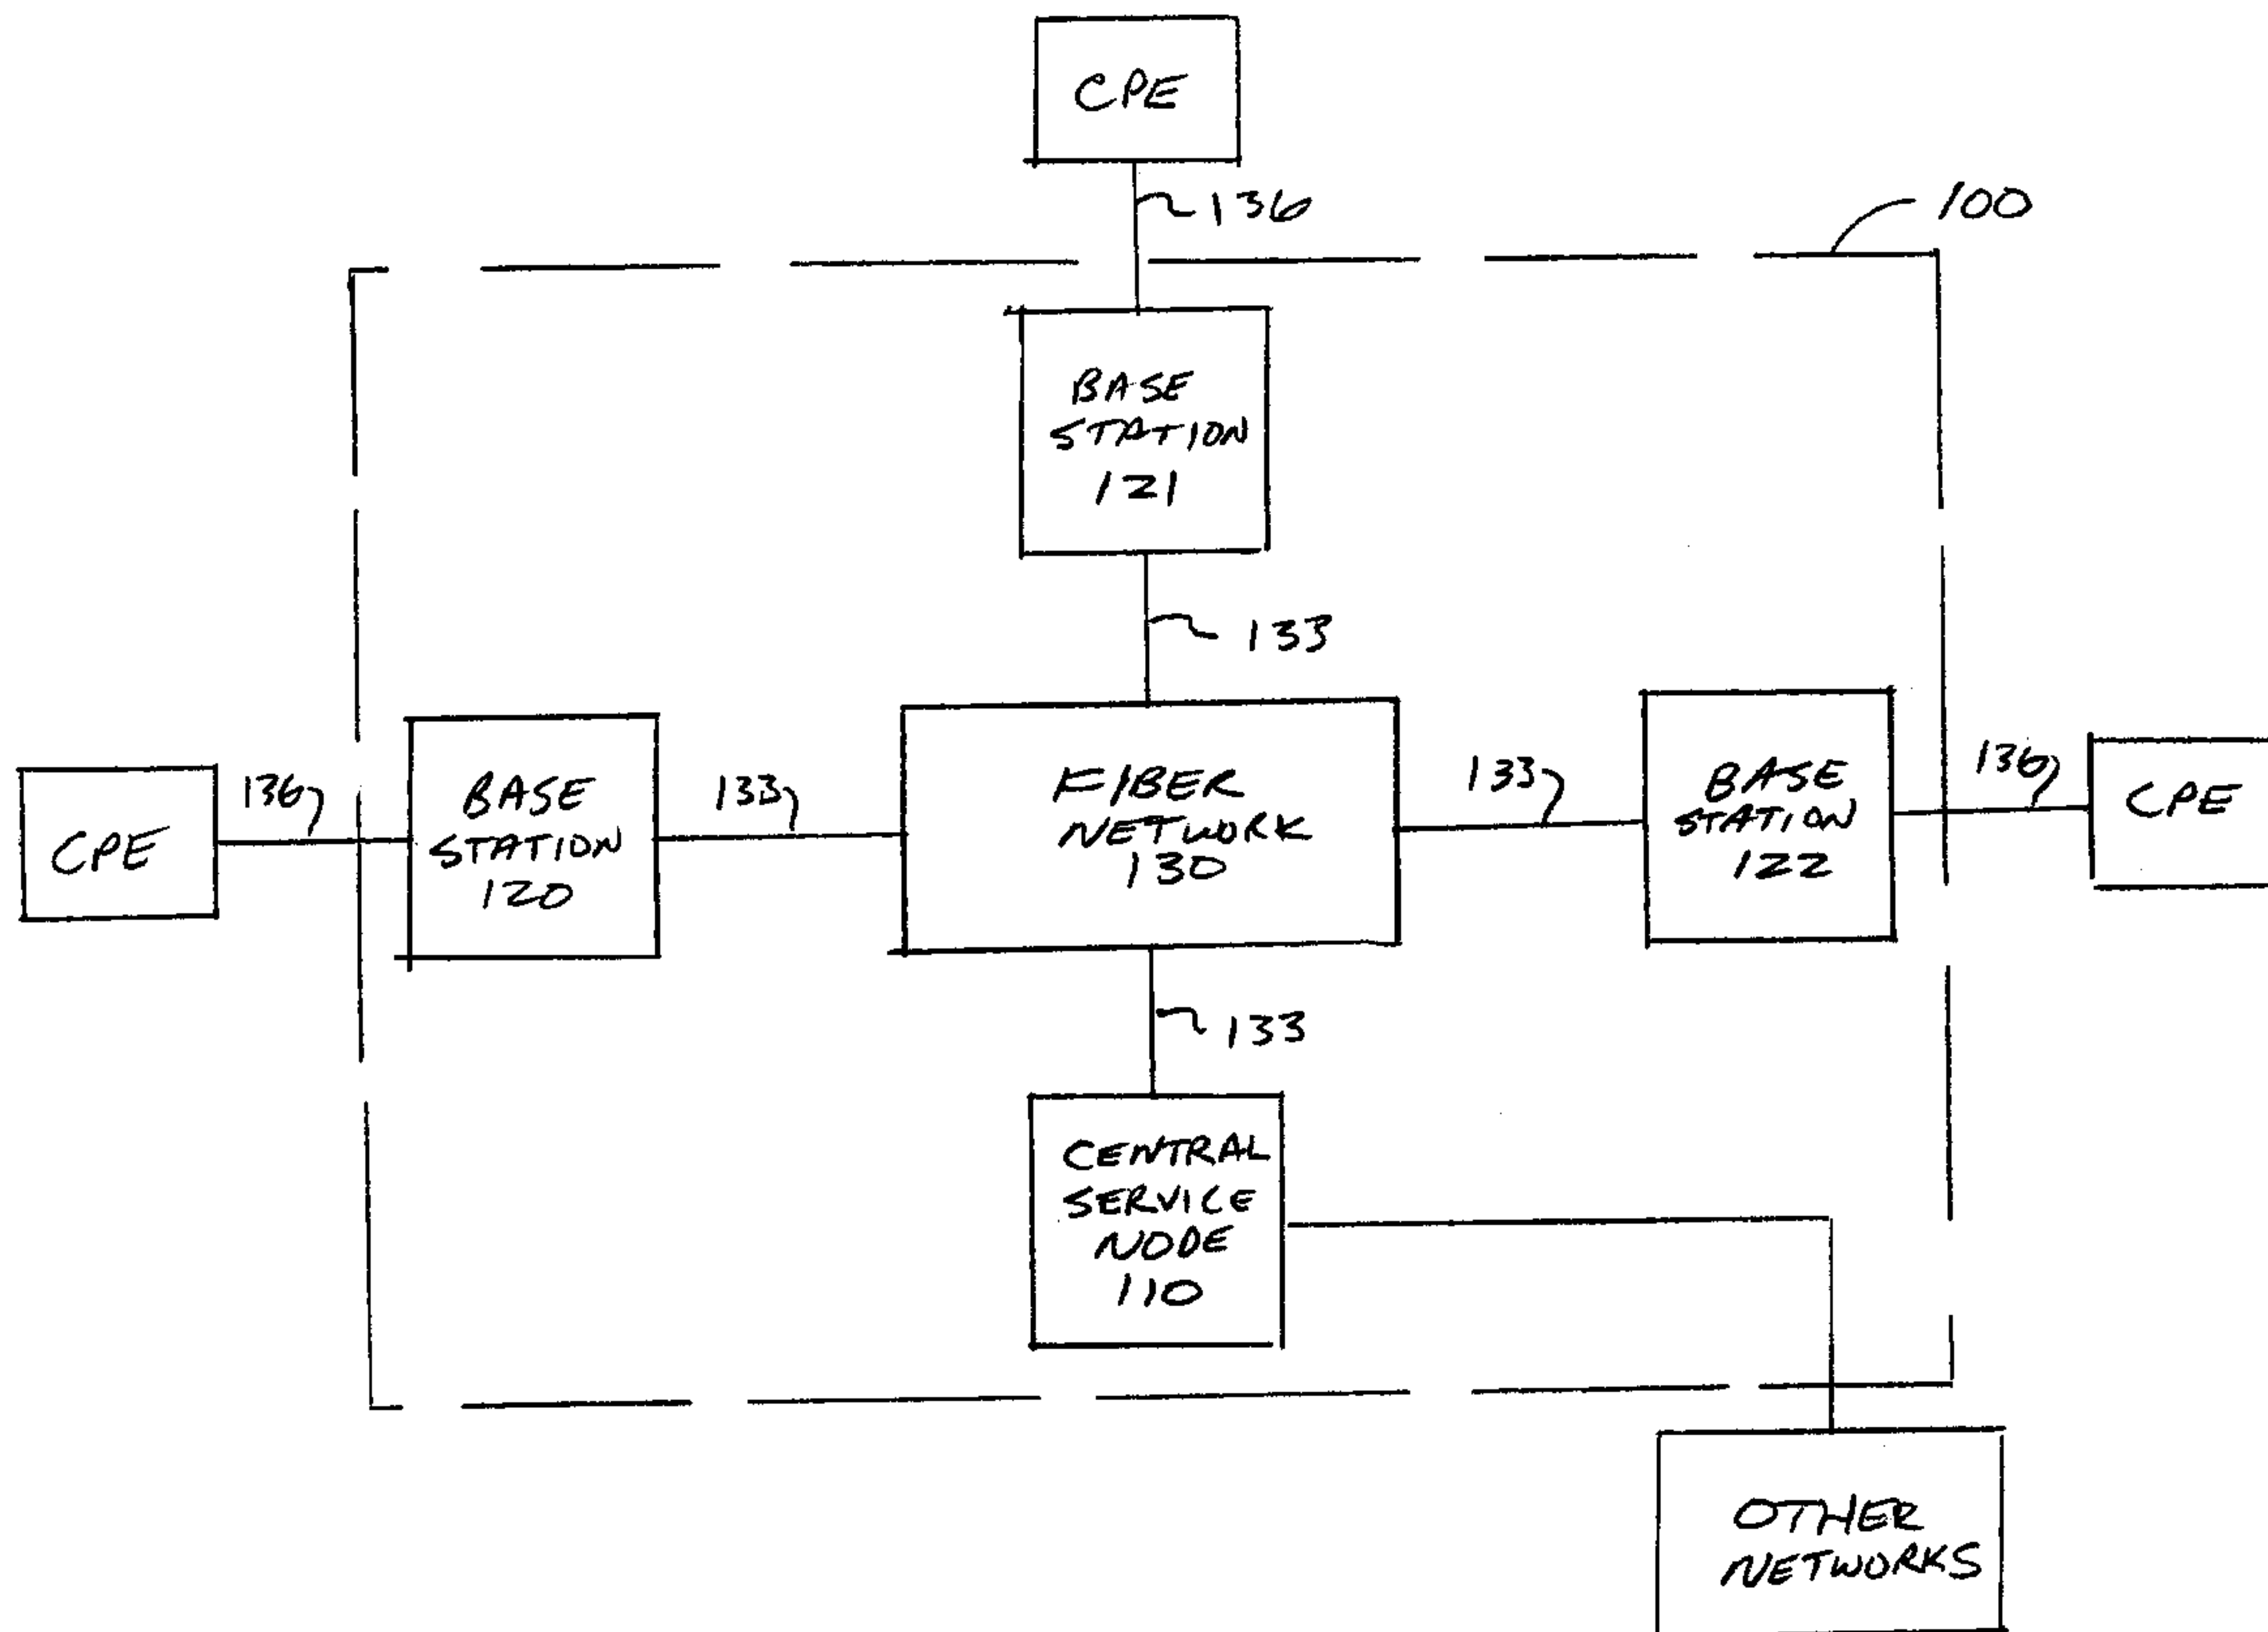 CPE
136
100
BASE
STATION
121
133
CPE
136
BASE
STATION
120
133
FIBER
NETWORK
130
133
BASE
STATION
122
136
CPE
133
CENTRAL
SERVICE
NODE
110
OTHER
NETWORKS